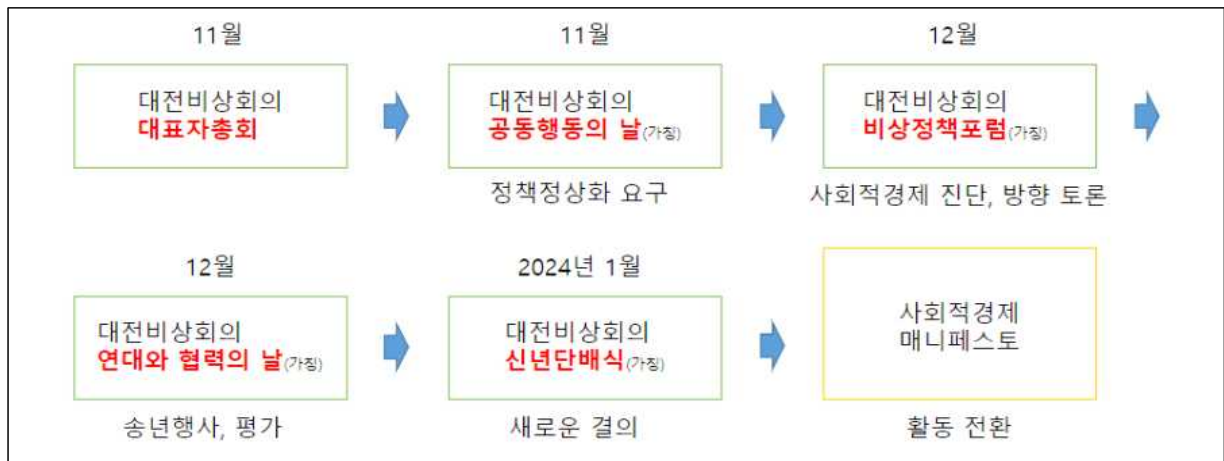 11월
대전비상회의
대표자총회
11월
대전비상회의
공동행동의 날(가칭)
정책정상화 요구
12월
대전비상회의
비상정책포럼(가칭)
사회적경제 진단, 방향 토론
12월
대전비상회의
연대와 협력의 날(가칭)
송년행사, 평가
2024년 1월
대전비상회의
신년단배식(가칭)
새로운 결의
사회적경제
매니페스토
활동 전환